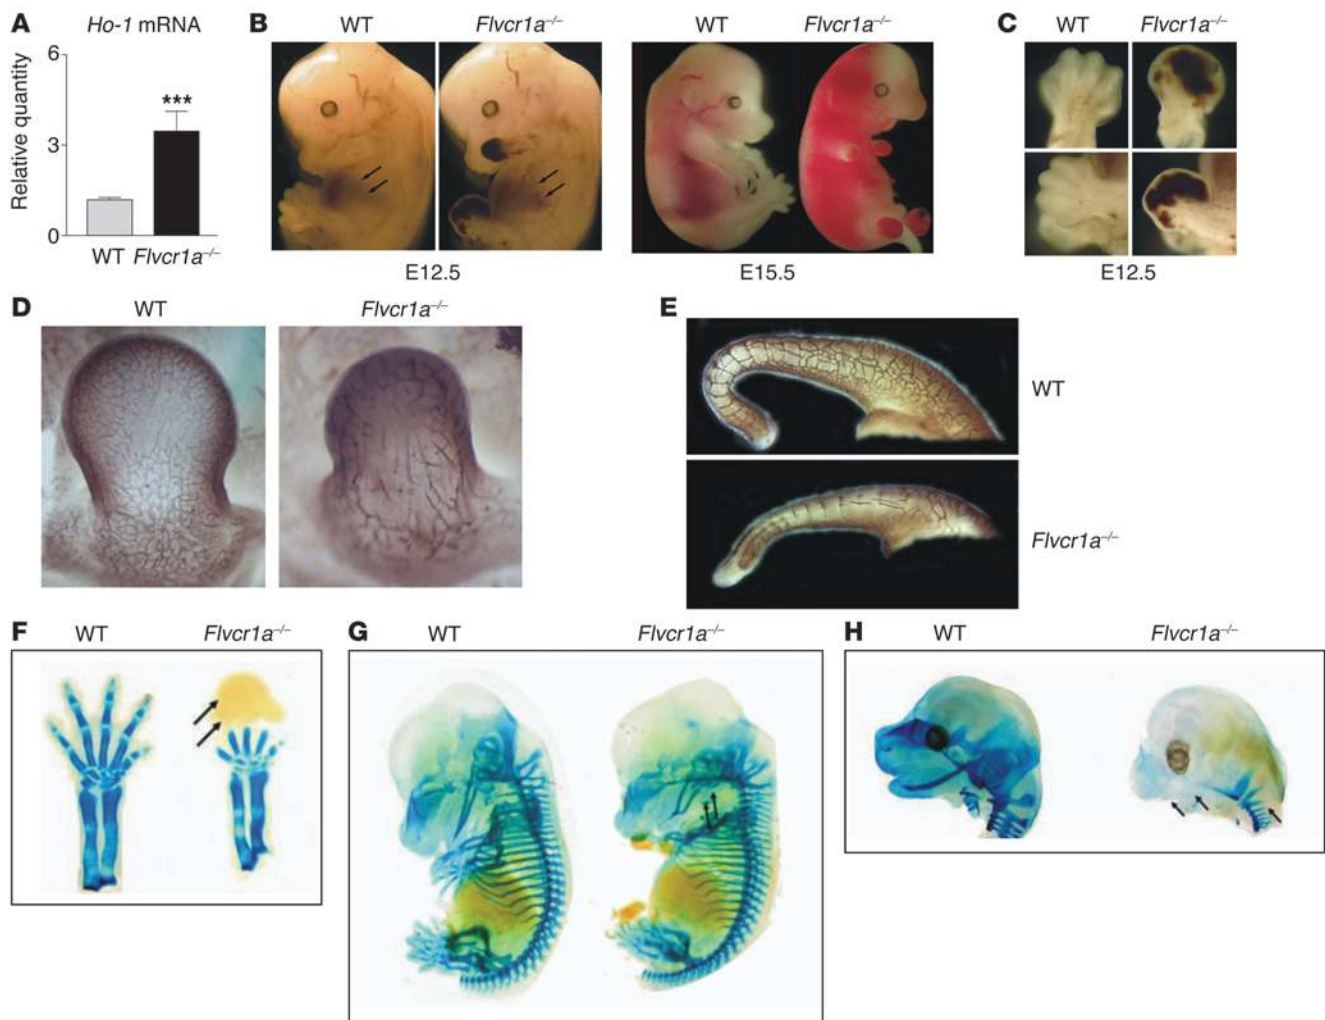 A
Ho-1 mRNA
Relative quantity
6
3
0
***
WT Flvcr1a⁻/⁻
B
WT
Flvcr1a⁻/⁻
E12.5
WT
Flvcr1a⁻/⁻
E15.5
C
WT
Flvcr1a⁻/⁻
E12.5
D
WT
Flvcr1a⁻/⁻
E
WT
Flvcr1a⁻/⁻
F
WT
Flvcr1a⁻/⁻
G
WT
Flvcr1a⁻/⁻
H
WT
Flvcr1a⁻/⁻